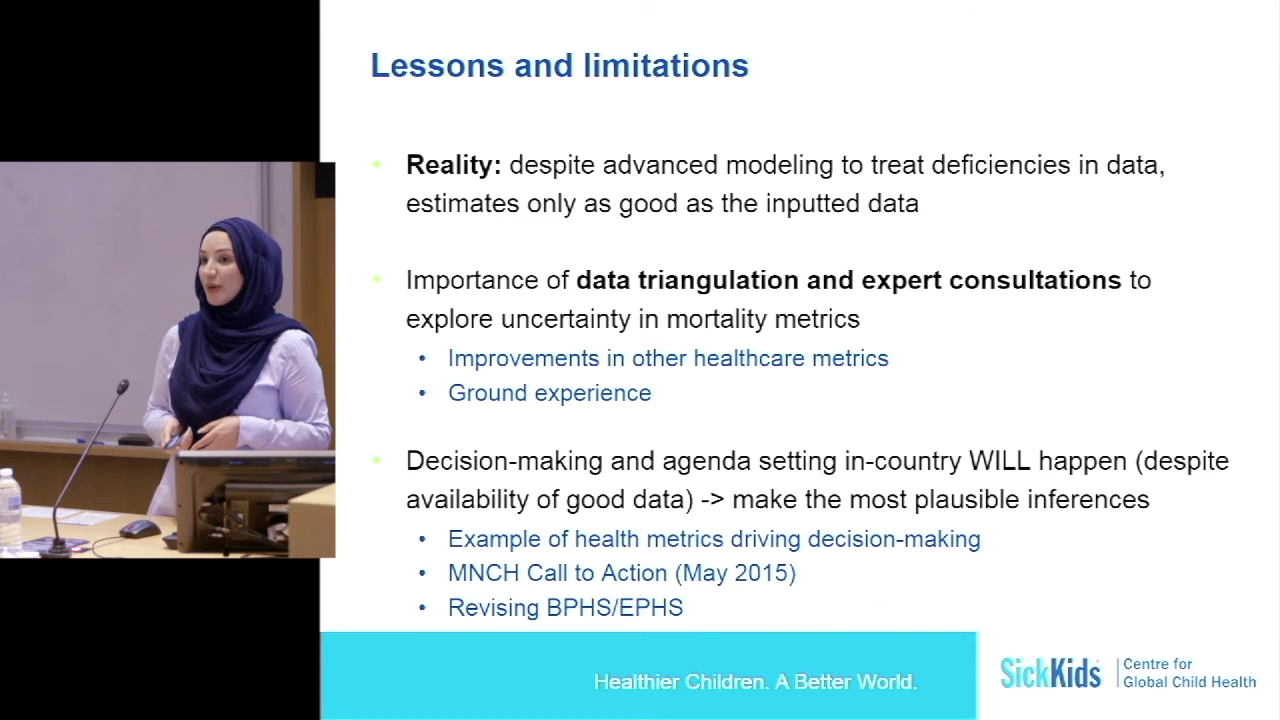 Lessons and limitations
Reality: despite advanced modeling to treat deficiencies in data,
estimates only as good as the inputted data
Importance of data triangulation and expert consultations to
explore uncertainty in mortality metrics
Improvements in other healthcare metrics
Ground experience
Decision-making and agenda setting in-country WILL happen (despite
availability of good data) -> make the most plausible inferences
Example of health metrics driving decision-making
MNCH Call to Action (May 2015)
Revising BPHS/EPHS
Healthier Children. A Better World.
SickKids
Centre for
Global Child Health